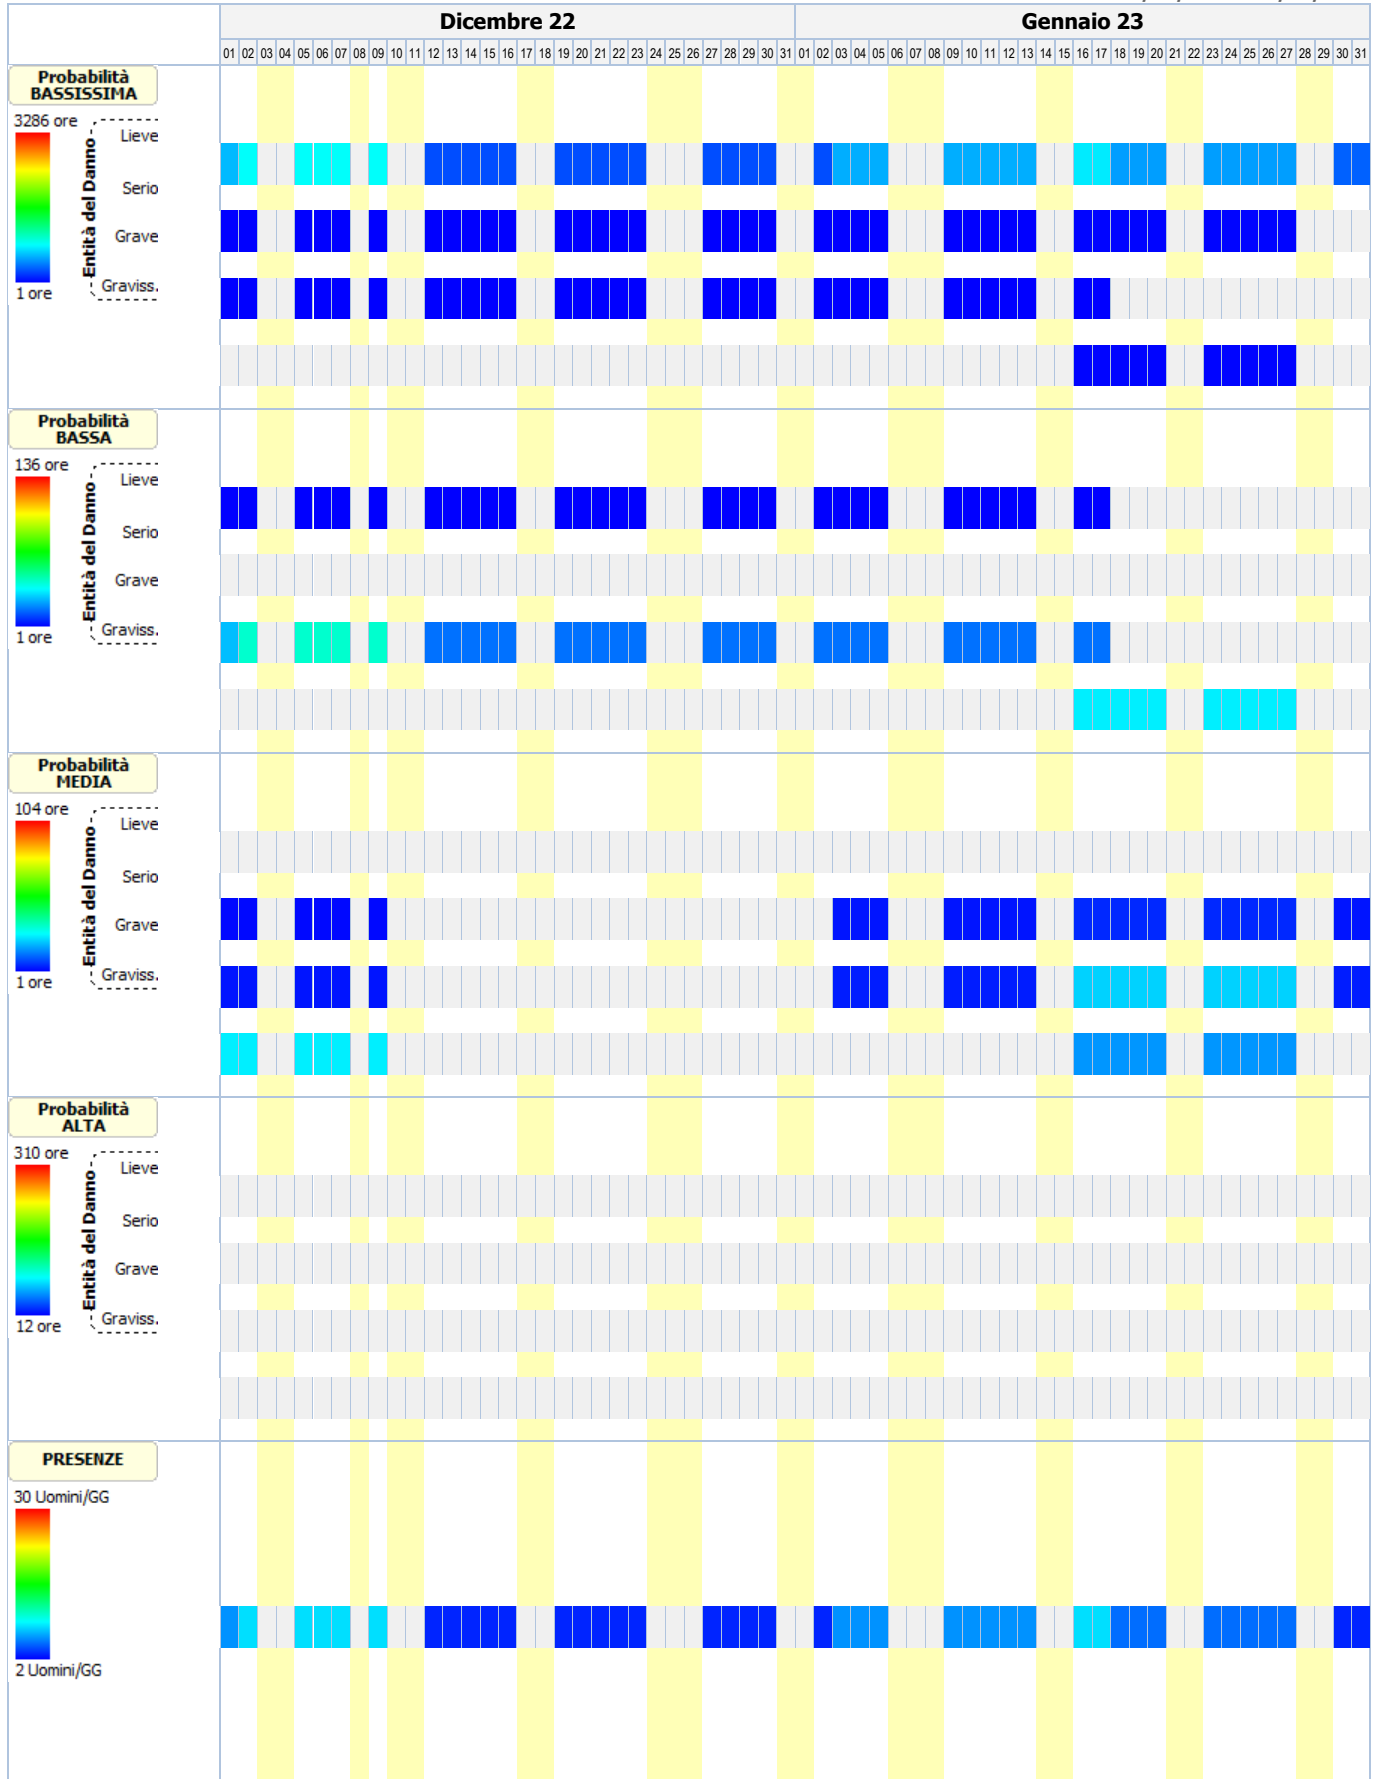 Dicembre 22 Gennaio 23
01 02 03 04 05 06 07 08 09 10 11 12 13 14 15 16 17 18 19 20 21 22 23 24 25 26 27 28 29 30 31 01 02 03 04 05 06 07 08 09 10 11 12 13 14 15 16 17 18 19 20 21 22 23 24 25 26 27 28 29 30 31
Probabilità
BASSISSIMA
3286 ore
Entità del Danno
Lieve
Serio
Grave
Graviss.
1 ore
Probabilità
BASSA
136 ore
Entità del Danno
Lieve
Serio
Grave
Graviss.
1 ore
Probabilità
MEDIA
104 ore
Entità del Danno
Lieve
Serio
Grave
Graviss.
1 ore
Probabilità
ALTA
310 ore
Entità del Danno
Lieve
Serio
Grave
Graviss.
12 ore
PRESENZE
30 Uomini/GG
2 Uomini/GG